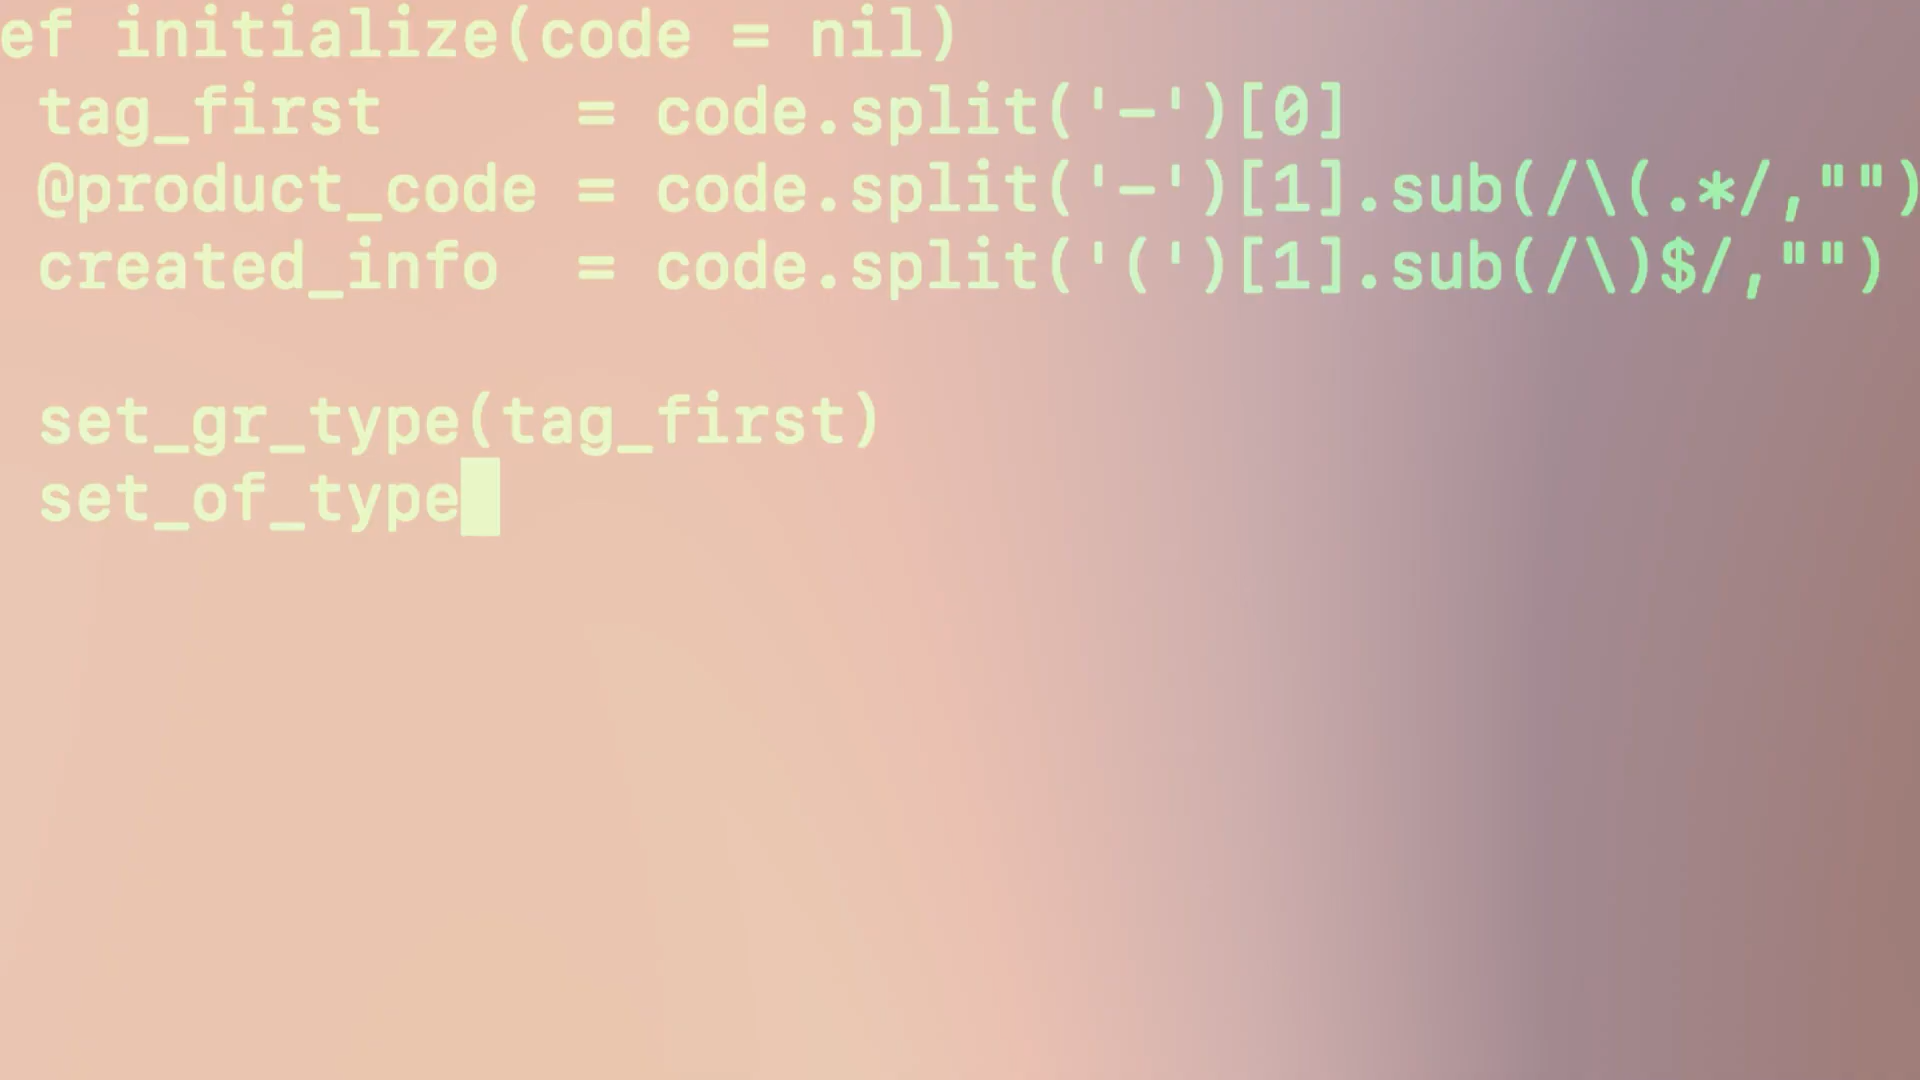 ef initialize(code = nil)
tag_first = code.split('-')[0]
@product_code = code.split('-')[1].sub(/\(.*/,"")
created_info = code.split('(')[1].sub(/\)$/,"")
set_gr_type(tag_first)
set_of_type